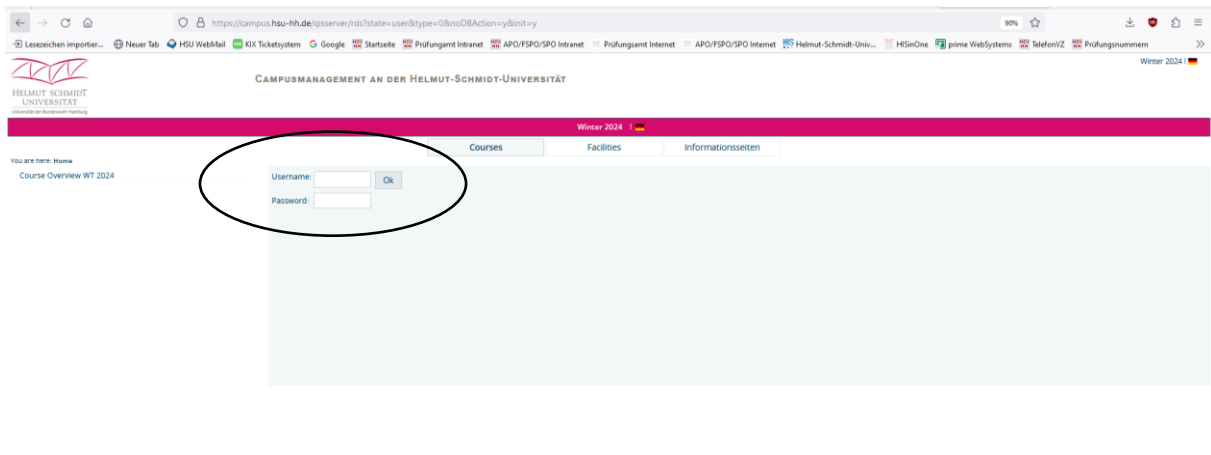 https://campus.hsu-hh.de/qisserver/rds?state=user&type=0&noDBAction=y&init=y
90%
Lesezeichen importier... Neuer Tab HSU WebMail KIX Ticketsystem Google Startseite Prüfungsamt Intranet APO/FSPO/SPO Intranet Prüfungsamt Internet APO/FSPO/SPO Internet Helmut-Schmidt-Univ... HISinOne prime WebSystems TelefonVZ Prüfungsnummern
Winter 2024 |
CAMPUSMANAGEMENT AN DER HELMUT-SCHMIDT-UNIVERSITÄT
HELMUT SCHMIDT
UNIVERSITÄT
Universität der Bundeswehr Hamburg
Winter 2024 |
Courses Facilities Informationsseiten
You are here: Home
Course Overview WT 2024
Username: Ok
Password: